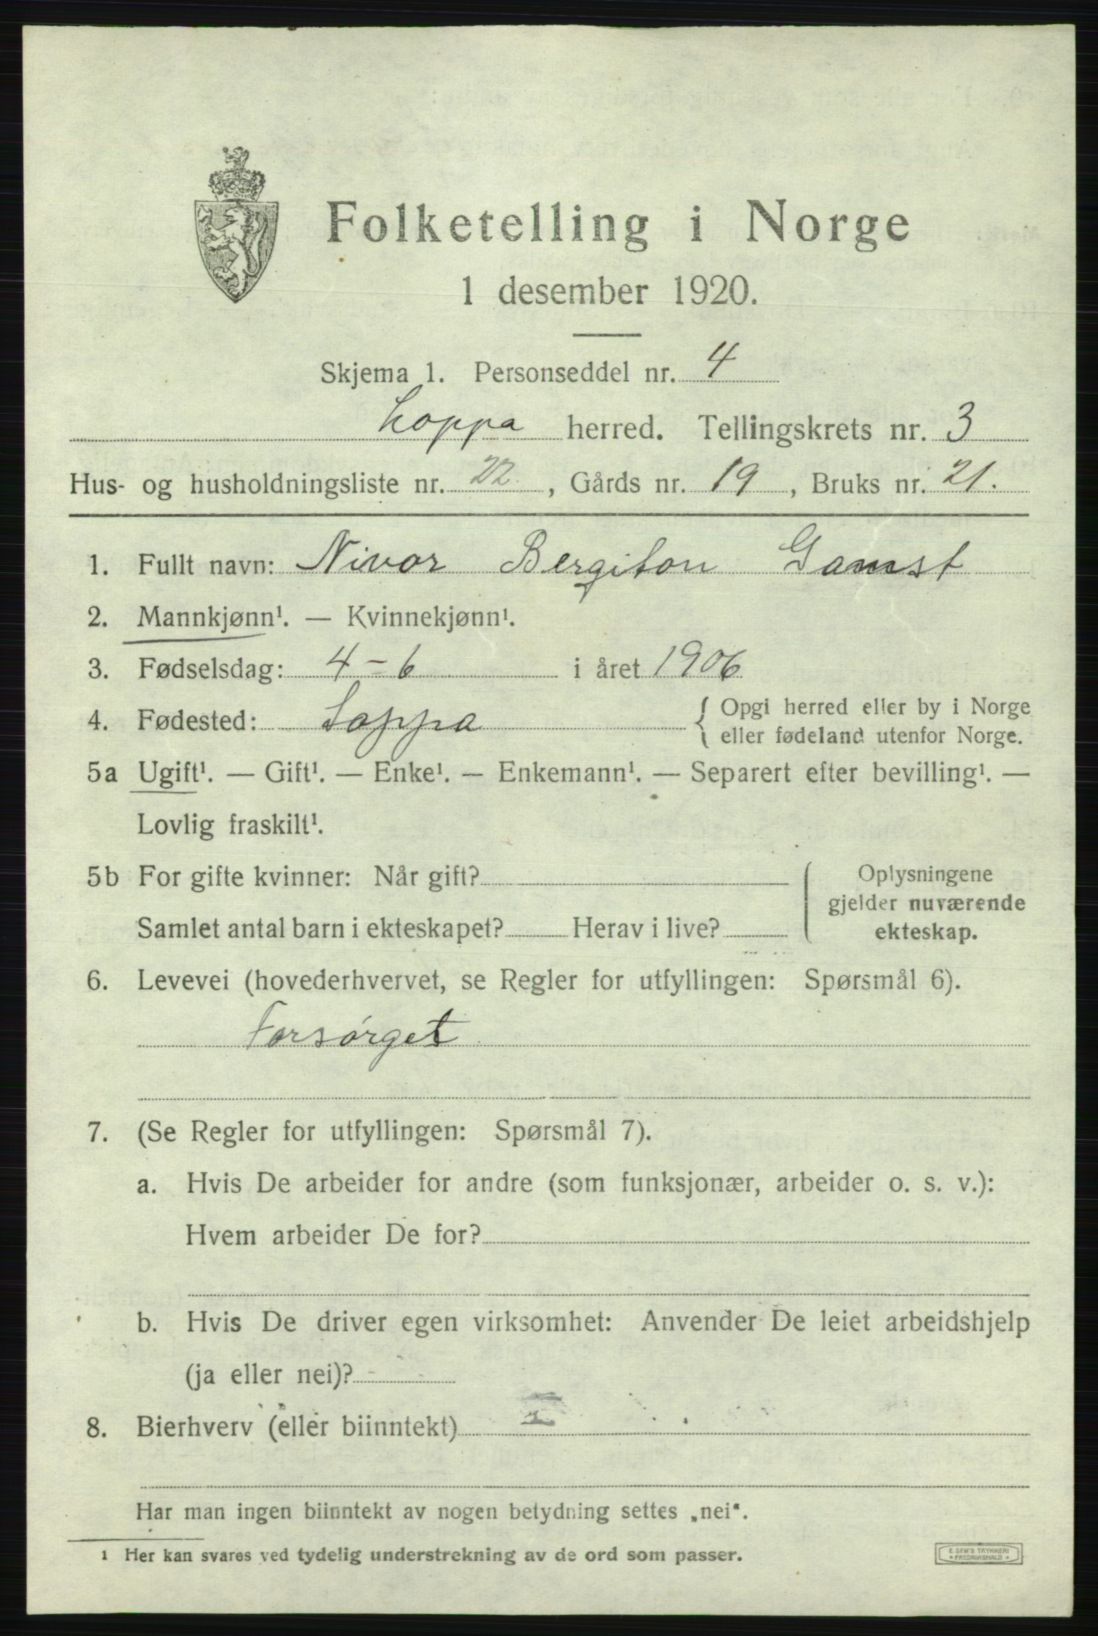 Folketelling i Norge
1 desember 1920.
Skjema 1. Personseddel nr. 4
Loppa herred. Tellingskrets nr. 3
Hus- og husholdningsliste nr. 22, Gårds nr. 19, Bruks nr. 21.
1. Fullt navn: Nivor Bergiton Gamst
2. Mannkjønn¹. — Kvinnekjønn¹.
3. Fødselsdag: 4-6 i året 1906
4. Fødested: Loppa { Opgi herred eller by i Norge
eller fødeland utenfor Norge.
5a Ugift¹. — Gift¹. — Enke¹. — Enkemann¹. — Separert efter bevilling¹. —
Lovlig fraskilt¹.
5b For gifte kvinner: Når gift?
Samlet antal barn i ekteskapet? Herav i live?
Oplysningene
gjelder nuværende
ekteskap.
6. Levevei (hovederhvervet, se Regler for utfyllingen: Spørsmål 6).
Forsørget
7. (Se Regler for utfyllingen: Spørsmål 7).
a. Hvis De arbeider for andre (som funksjonær, arbeider o. s. v.):
Hvem arbeider De for?
b. Hvis De driver egen virksomhet: Anvender De leiet arbeidshjelp
(ja eller nei)?
8. Bierhverv (eller biinntekt)
Har man ingen biinntekt av nogen betydning settes „nei“.
1 Her kan svares ved tydelig understrekning av de ord som passer.
E. SEM'S TRYKKERI
FREDRIKSHALD